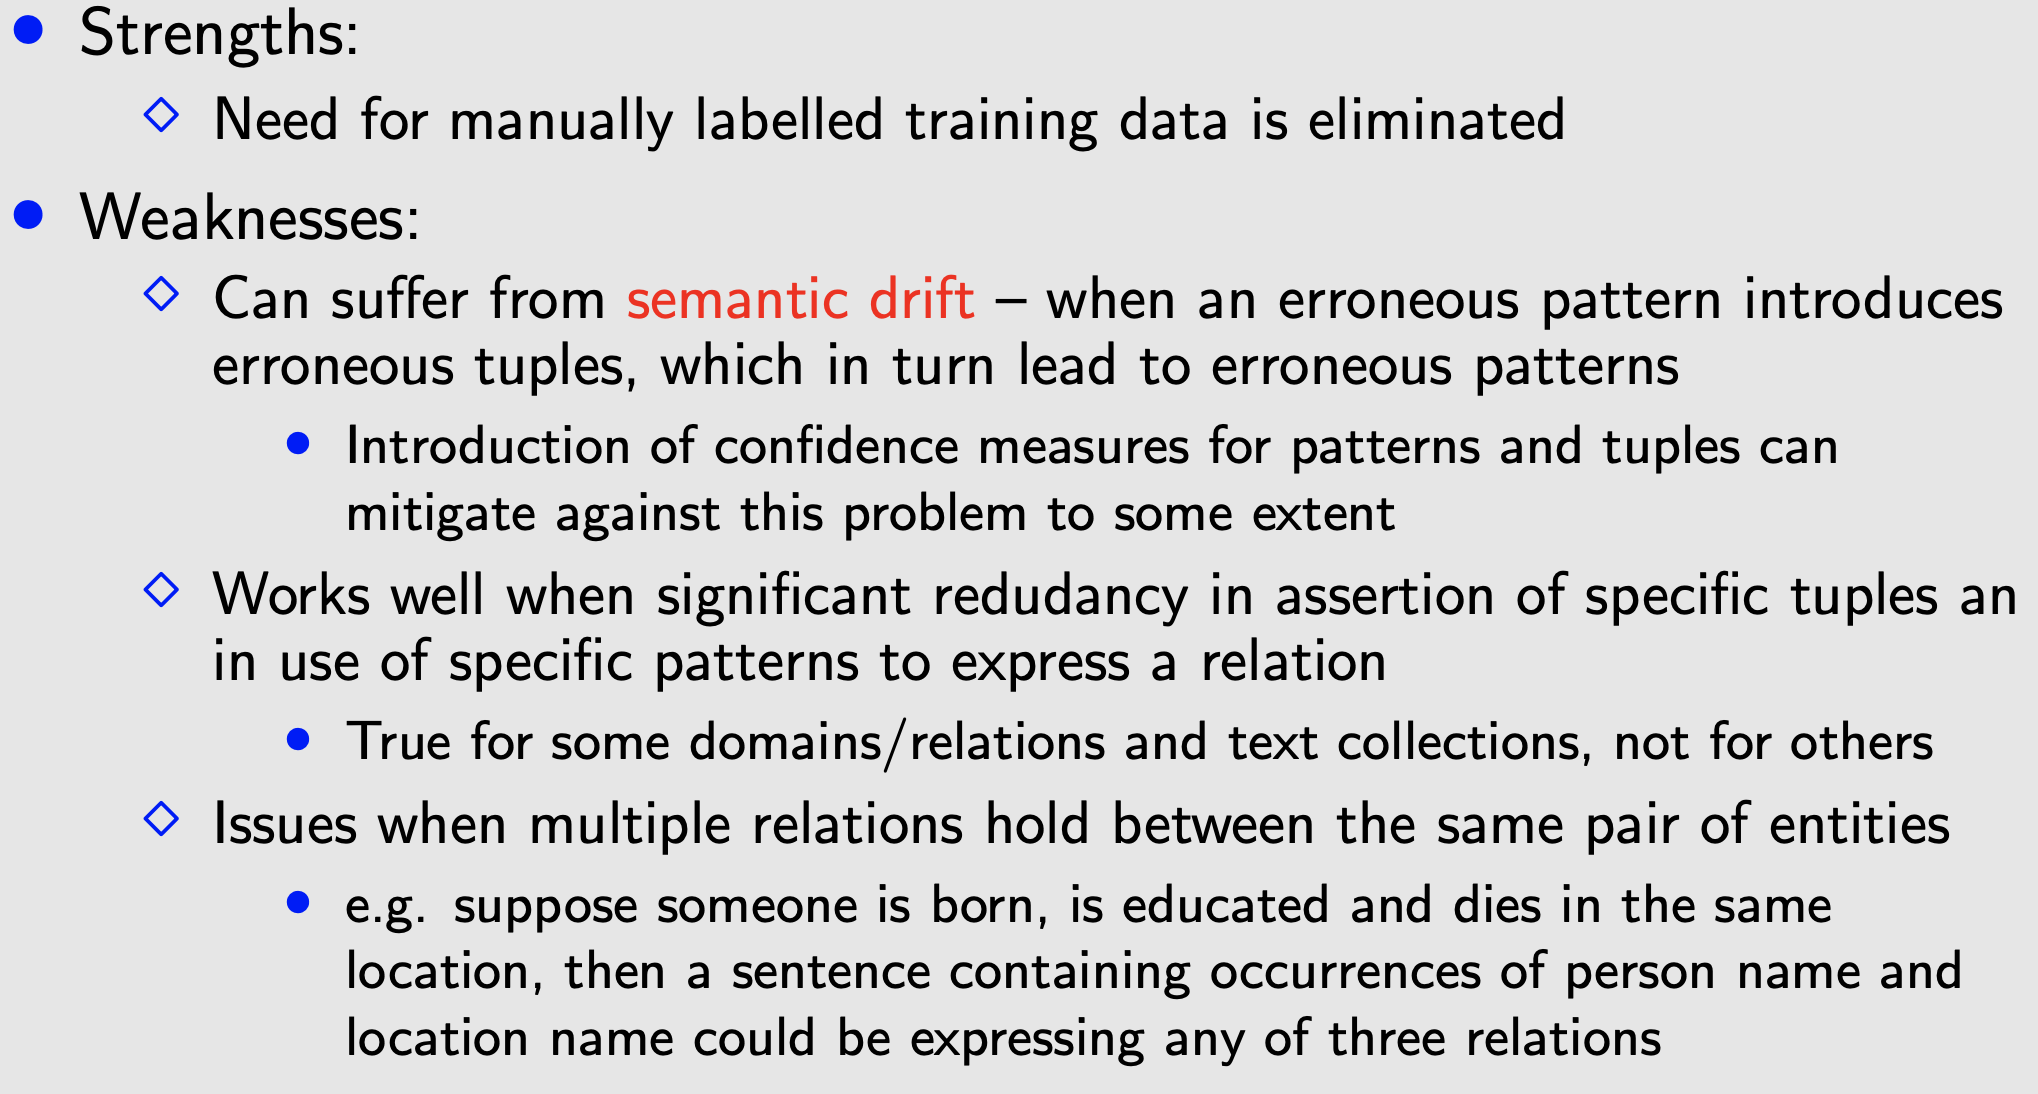 Strengths:
Need for manually labelled training data is eliminated
Weaknesses:
Can suffer from semantic drift – when an erroneous pattern introduces
erroneous tuples, which in turn lead to erroneous patterns
Introduction of confidence measures for patterns and tuples can
mitigate against this problem to some extent
Works well when significant redudancy in assertion of specific tuples an
in use of specific patterns to express a relation
True for some domains/relations and text collections, not for others
Issues when multiple relations hold between the same pair of entities
e.g. suppose someone is born, is educated and dies in the same
location, then a sentence containing occurrences of person name and
location name could be expressing any of three relations